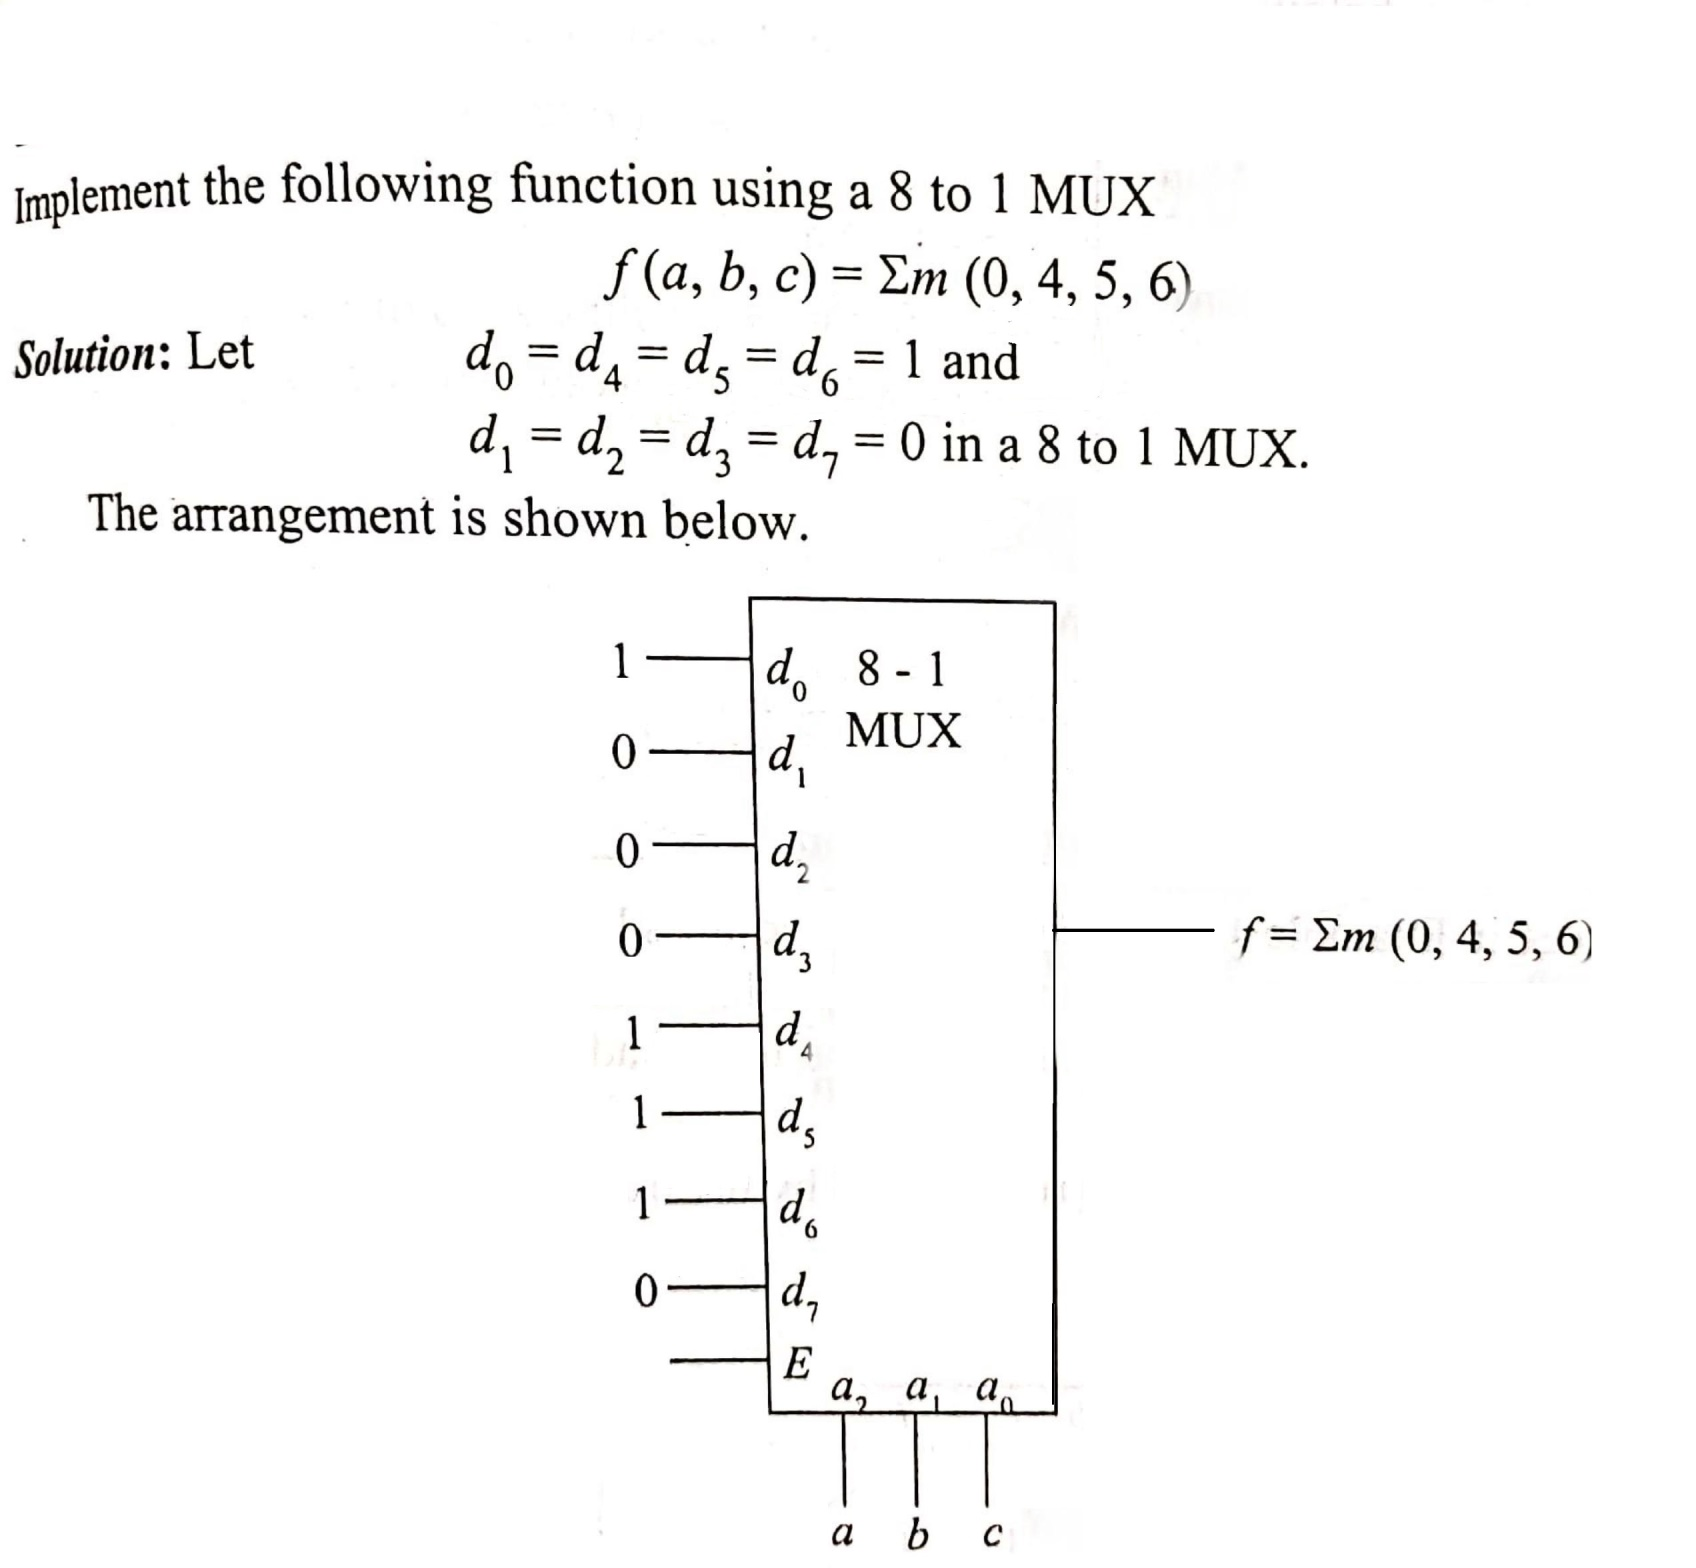 Implement the following function using a 8 to 1 MUX
f (a, b, c) = Σm (0, 4, 5, 6)
Solution: Let d₀ = d₄ = d₅ = d₆ = 1 and
d₁ = d₂ = d₃ = d₇ = 0 in a 8 to 1 MUX.
The arrangement is shown below.
1 d₀ 8 - 1
MUX
0 d₁
0 d₂
0 d₃
f = Σm (0, 4, 5, 6)
1 d₄
1 d₅
1 d₆
0 d₇
E
a₂ a₁ a₀
a b c